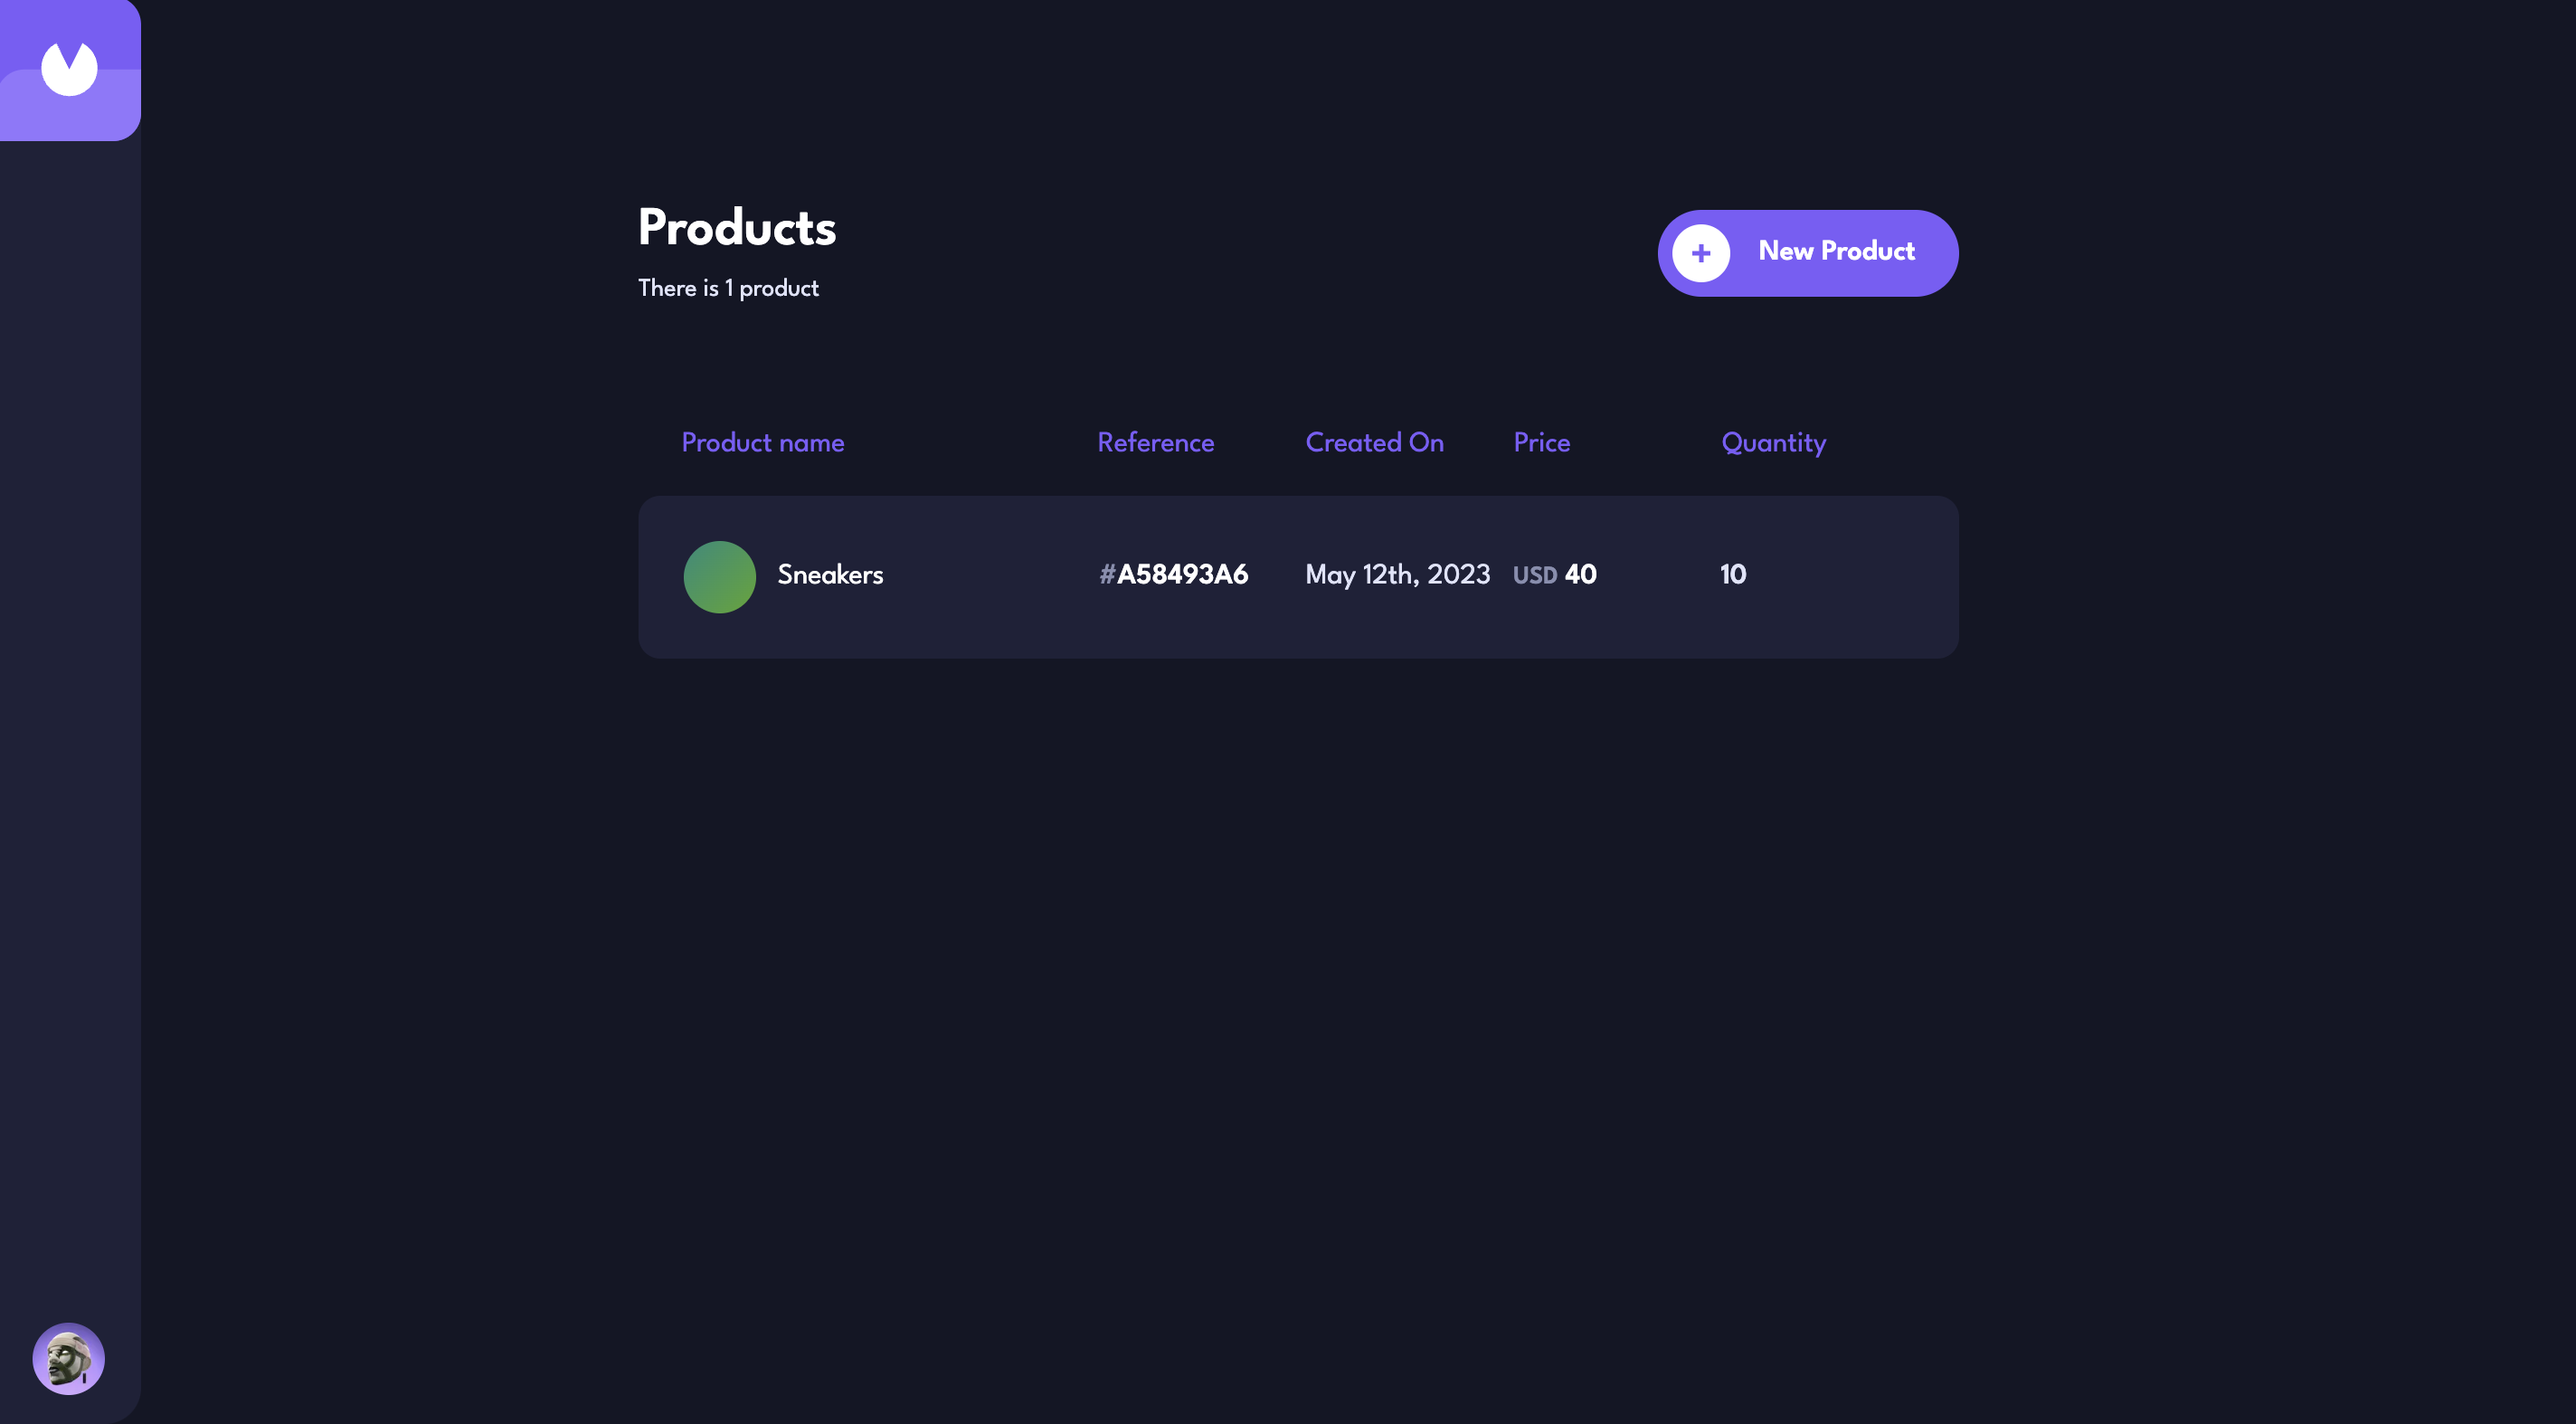 Products
There is 1 product
New Product
Product name Reference Created On Price Quantity
Sneakers #A58493A6 May 12th, 2023 USD 40 10